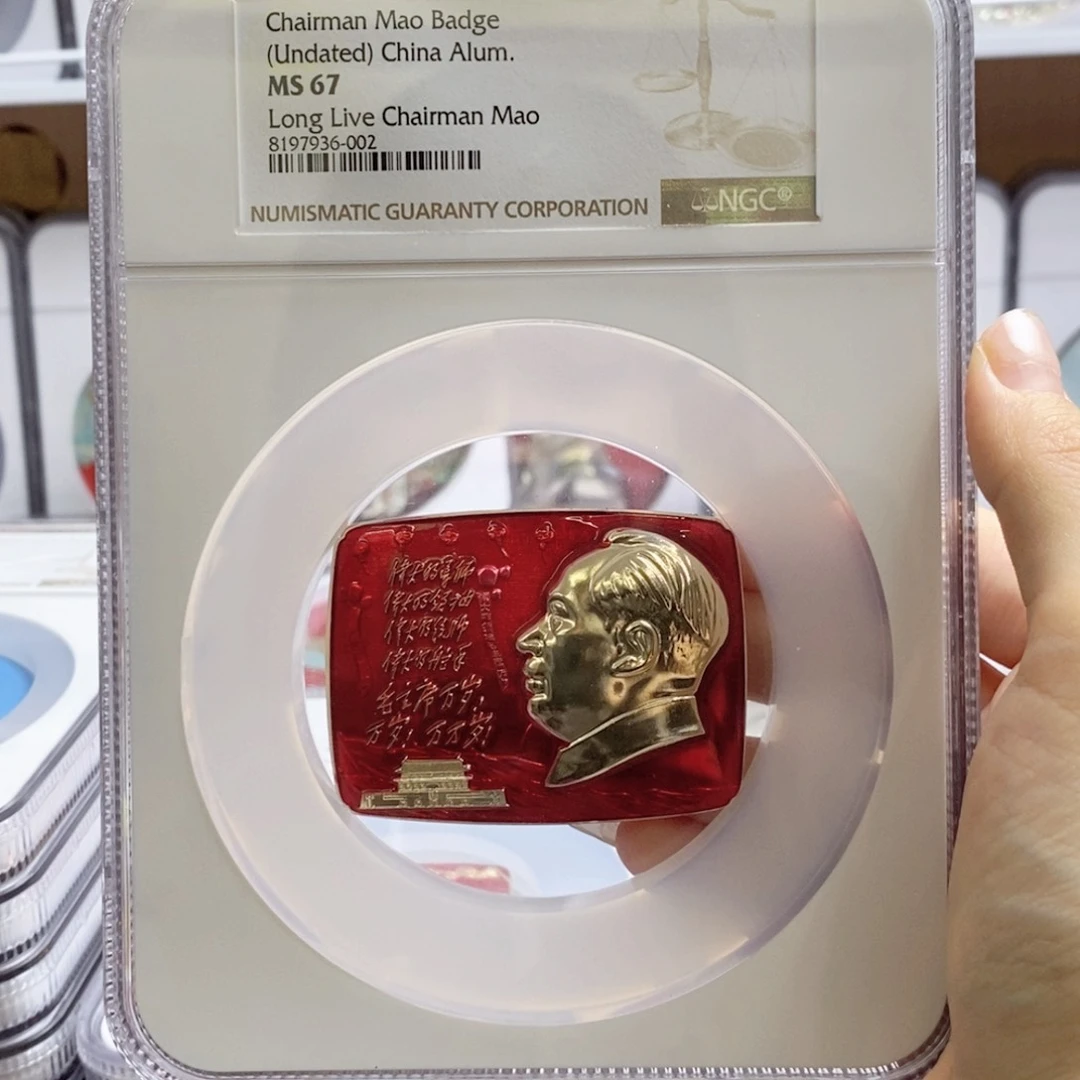 Chairman Mao Badge
(Undated) China Alum.
MS 67
Long Live Chairman Mao
8197936-002
NUMISMATIC GUARANTY CORPORATION
NGC®
伟大的导师
伟大的领袖
伟大的统帅
伟大的舵手
毛主席万岁!
万岁!万万岁!